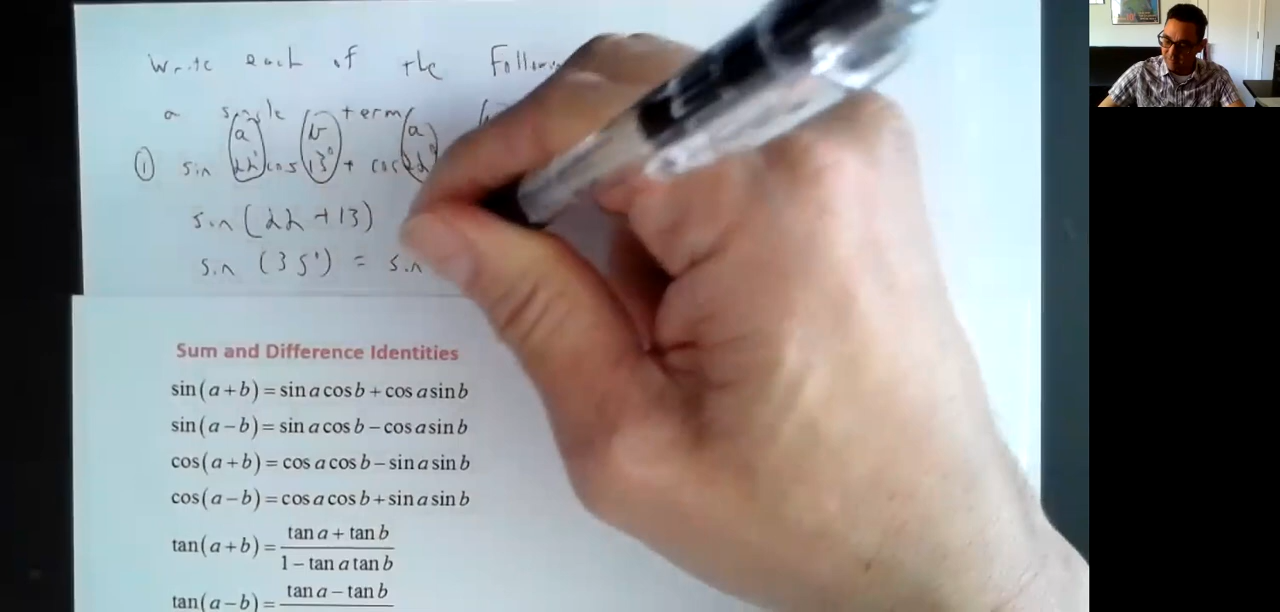 Write each of the Follow
a single term
a b a
① sin 22° cos 13° + cos 22°
sin (22 + 13)
sin (35°) = sin
Sum and Difference Identities
sin(a+b)=sin a cos b + cos a sin b
sin(a−b)=sin a cos b − cos a sin b
cos(a+b)=cos a cos b − sin a sin b
cos(a−b)=cos a cos b + sin a sin b
tan(a+b)= tan a + tan b
1 − tan a tan b
tan(a−b)= tan a − tan b